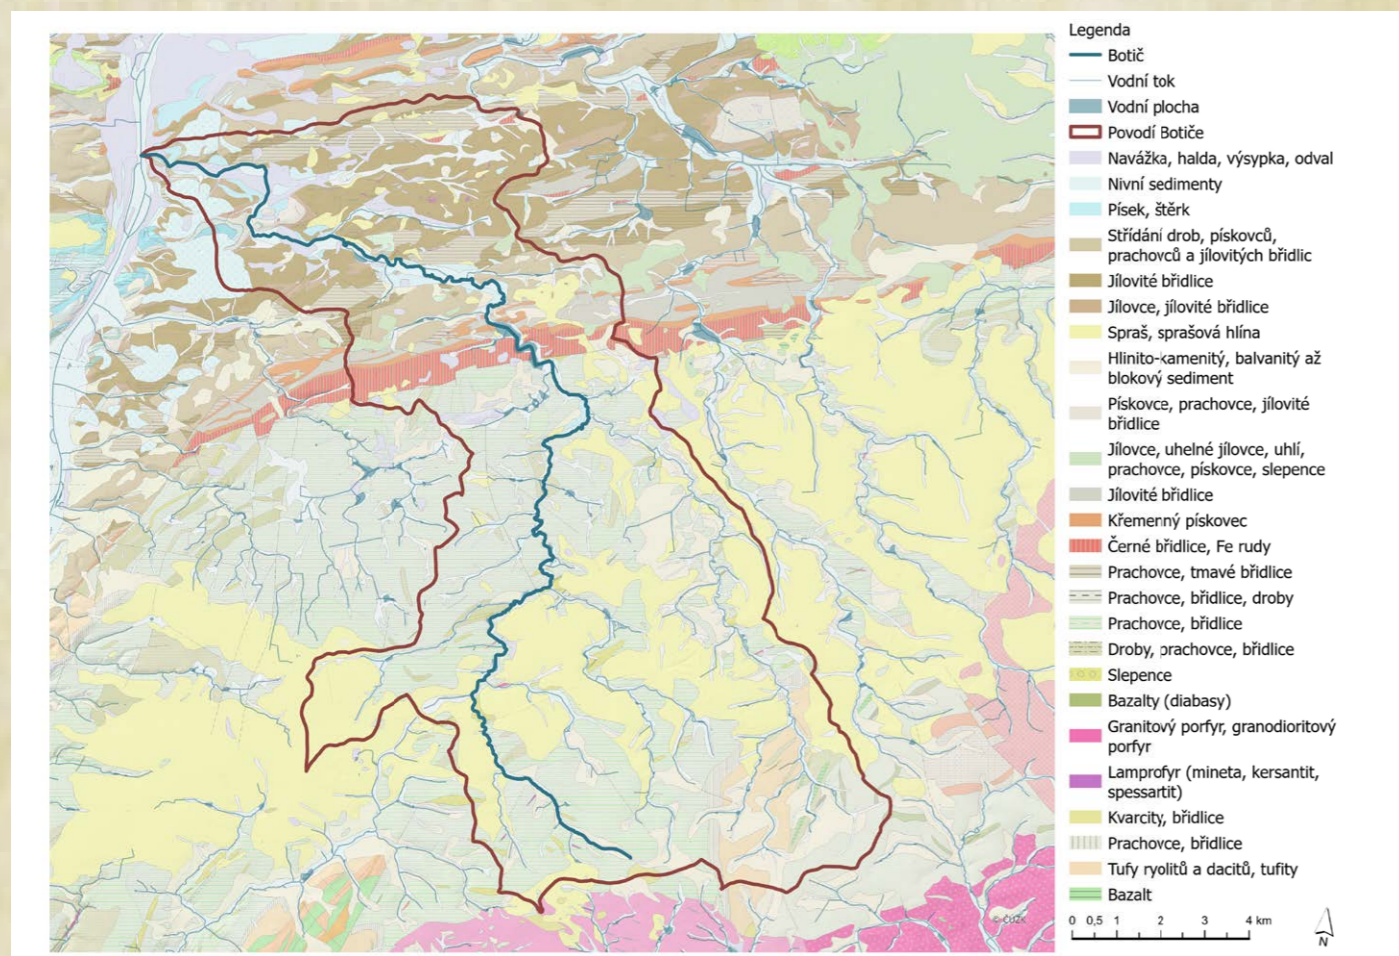 Legenda
Botič
Vodní tok
Vodní plocha
Povodí Botiče
Navážka, halda, výsypka, odval
Nivní sedimenty
Písek, štěrk
Střídání drob, pískovců,
prachovců a jílovitých břidlic
Jílovité břidlice
Jílovce, jílovité břidlice
Spraš, sprašová hlína
Hlinito-kamenitý, balvanitý až
blokový sediment
Pískovce, prachovce, jílovité
břidlice
Jílovce, uhelné jílovce, uhlí,
prachovce, pískovce, slepence
Jílovité břidlice
Křemenný pískovec
Černé břidlice, Fe rudy
Prachovce, tmavé břidlice
Prachovce, břidlice, droby
Prachovce, břidlice
Droby, prachovce, břidlice
Slepence
Bazalty (diabasy)
Granitový porfyr, granodioritový
porfyr
Lamprofyr (mineta, kersantit,
spessartit)
Kvarcity, břidlice
Prachovce, břidlice
Tufy ryolitů a dacitů, tufity
Bazalt
0 0,5 1 2 3 4 km
N
© ČÚZK